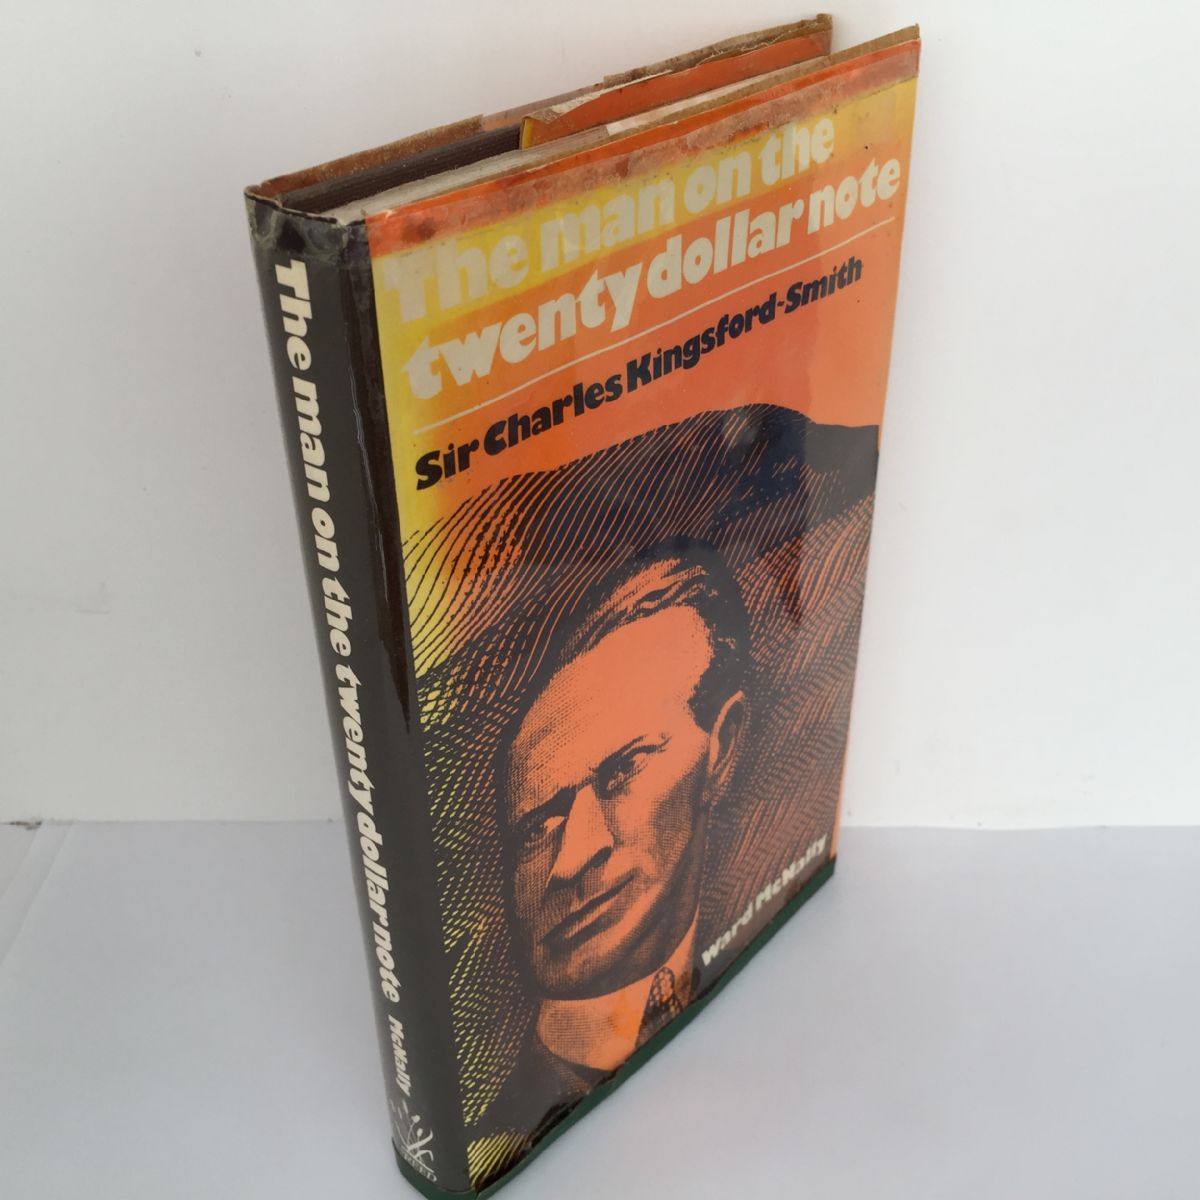 The man on the
twenty dollar note
Sir Charles Kingsford-Smith
Ward McNally
The man on the twenty dollar note McNally
REED